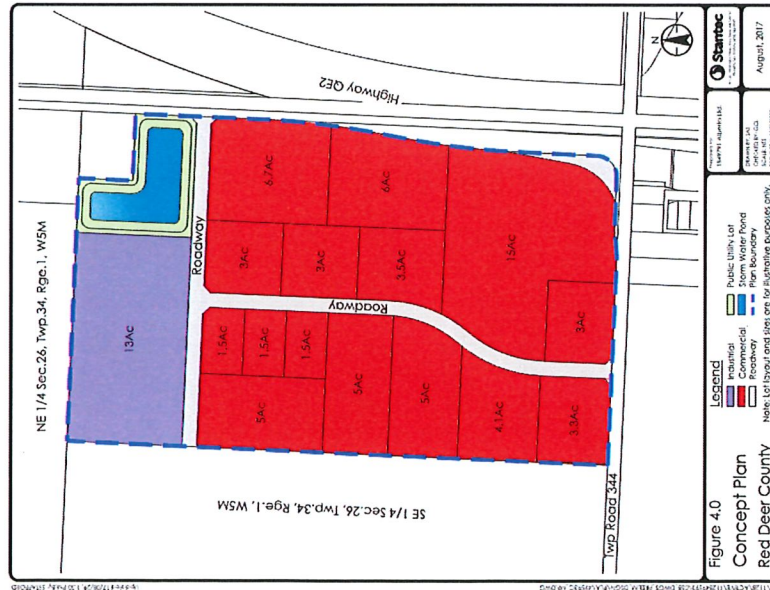 NE 1/4 Sec.26, Twp.34, Rge.1, W5M
13Ac
Highway QE2
Roadway
6.7Ac
6Ac
15Ac
3Ac
3Ac
3.5Ac
3Ac
Roadway
1.5Ac
1.5Ac
1.5Ac
5Ac
5Ac
5Ac
4.1Ac
3.3Ac
SE 1/4 Sec.26, Twp.34, Rge.1, W5M
Twp Road 344
N
Figure 4.0
Concept Plan
Red Deer County
Legend
Industrial
Commercial
Roadway
Public Utility Lot
Storm Water Pond
Plan Boundary
Note: Lot layout and sizes are for illustrative purposes only.
Stantec
August, 2017